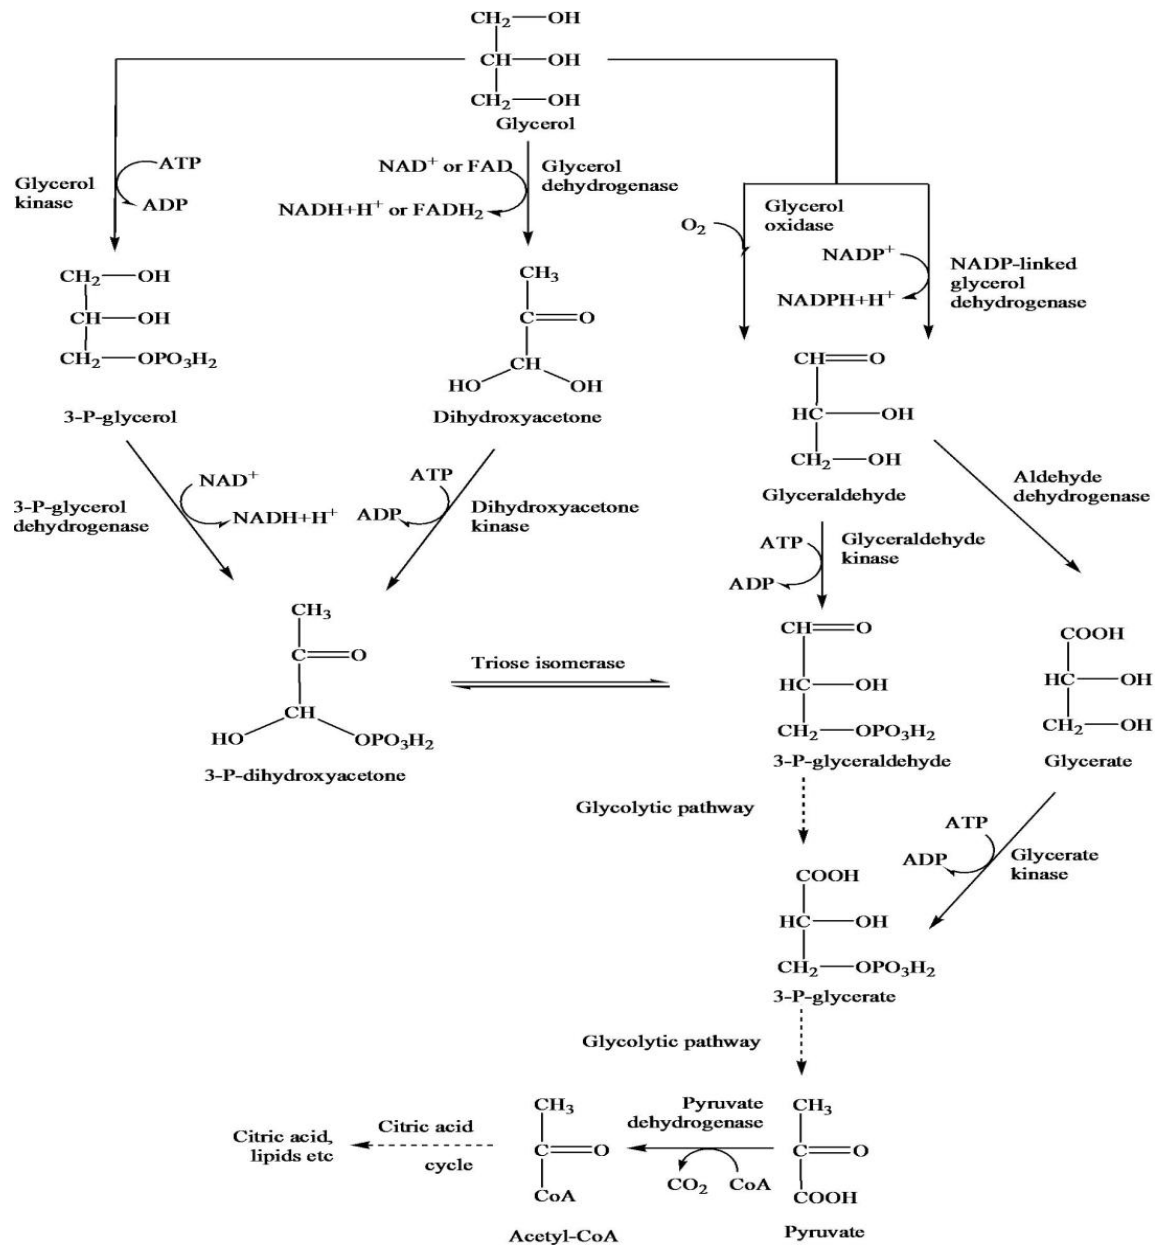 CH₂—OH
CH—OH
CH₂—OH
Glycerol
Glycerol
kinase
ATP
ADP
NAD⁺ or FAD
NADH+H⁺ or FADH₂
Glycerol
dehydrogenase
O₂
Glycerol
oxidase
NADP⁺
NADPH+H⁺
NADP-linked
glycerol
dehydrogenase
CH₂—OH
CH—OH
CH₂—OPO₃H₂
3-P-glycerol
CH₃
C=O
CH
HO
OH
Dihydroxyacetone
CH=O
HC—OH
CH₂—OH
Glyceraldehyde
3-P-glycerol
dehydrogenase
NAD⁺
NADH+H⁺
ATP
ADP
Dihydroxyacetone
kinase
ATP
ADP
Glyceraldehyde
kinase
Aldehyde
dehydrogenase
CH₃
C=O
CH
HO
OPO₃H₂
3-P-dihydroxyacetone
Triose isomerase
CH=O
HC—OH
CH₂—OPO₃H₂
3-P-glyceraldehyde
COOH
HC—OH
CH₂—OH
Glycerate
Glycolytic pathway
ATP
ADP
Glycerate
kinase
COOH
HC—OH
CH₂—OPO₃H₂
3-P-glycerate
Glycolytic pathway
CH₃
C=O
COOH
Pyruvate
Pyruvate
dehydrogenase
CO₂
CoA
CH₃
C=O
CoA
Acetyl-CoA
Citric acid
cycle
Citric acid,
lipids etc